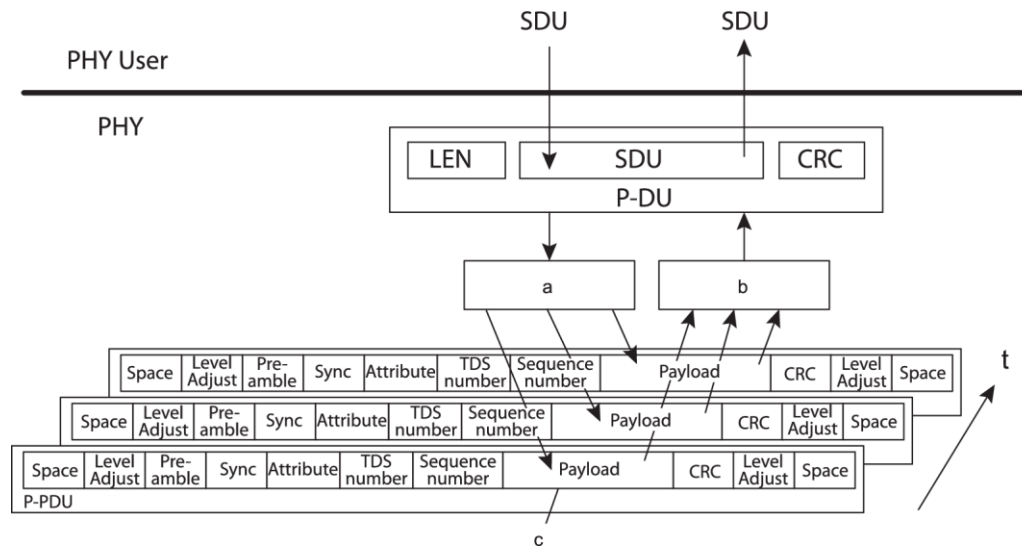 SDU SDU
PHY User
PHY
LEN SDU CRC
P-DU
a b
t
Space Level Adjust Pre-amble Sync Attribute TDS number Sequence number Payload CRC Level Adjust Space
Space Level Adjust Pre-amble Sync Attribute TDS number Sequence number Payload CRC Level Adjust Space
Space Level Adjust Pre-amble Sync Attribute TDS number Sequence number Payload CRC Level Adjust Space
P-PDU
c